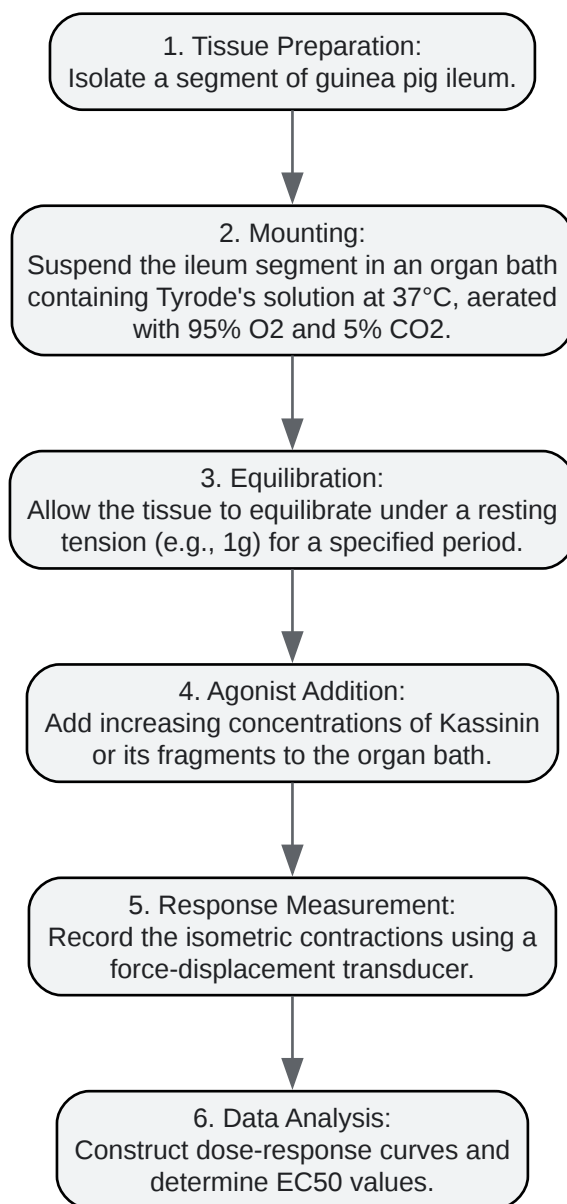 1. Tissue Preparation:
Isolate a segment of guinea pig ileum.
2. Mounting:
Suspend the ileum segment in an organ bath
containing Tyrode's solution at 37°C, aerated
with 95% O2 and 5% CO2.
3. Equilibration:
Allow the tissue to equilibrate under a resting
tension (e.g., 1g) for a specified period.
4. Agonist Addition:
Add increasing concentrations of Kassinin
or its fragments to the organ bath.
5. Response Measurement:
Record the isometric contractions using a
force-displacement transducer.
6. Data Analysis:
Construct dose-response curves and
determine EC50 values.